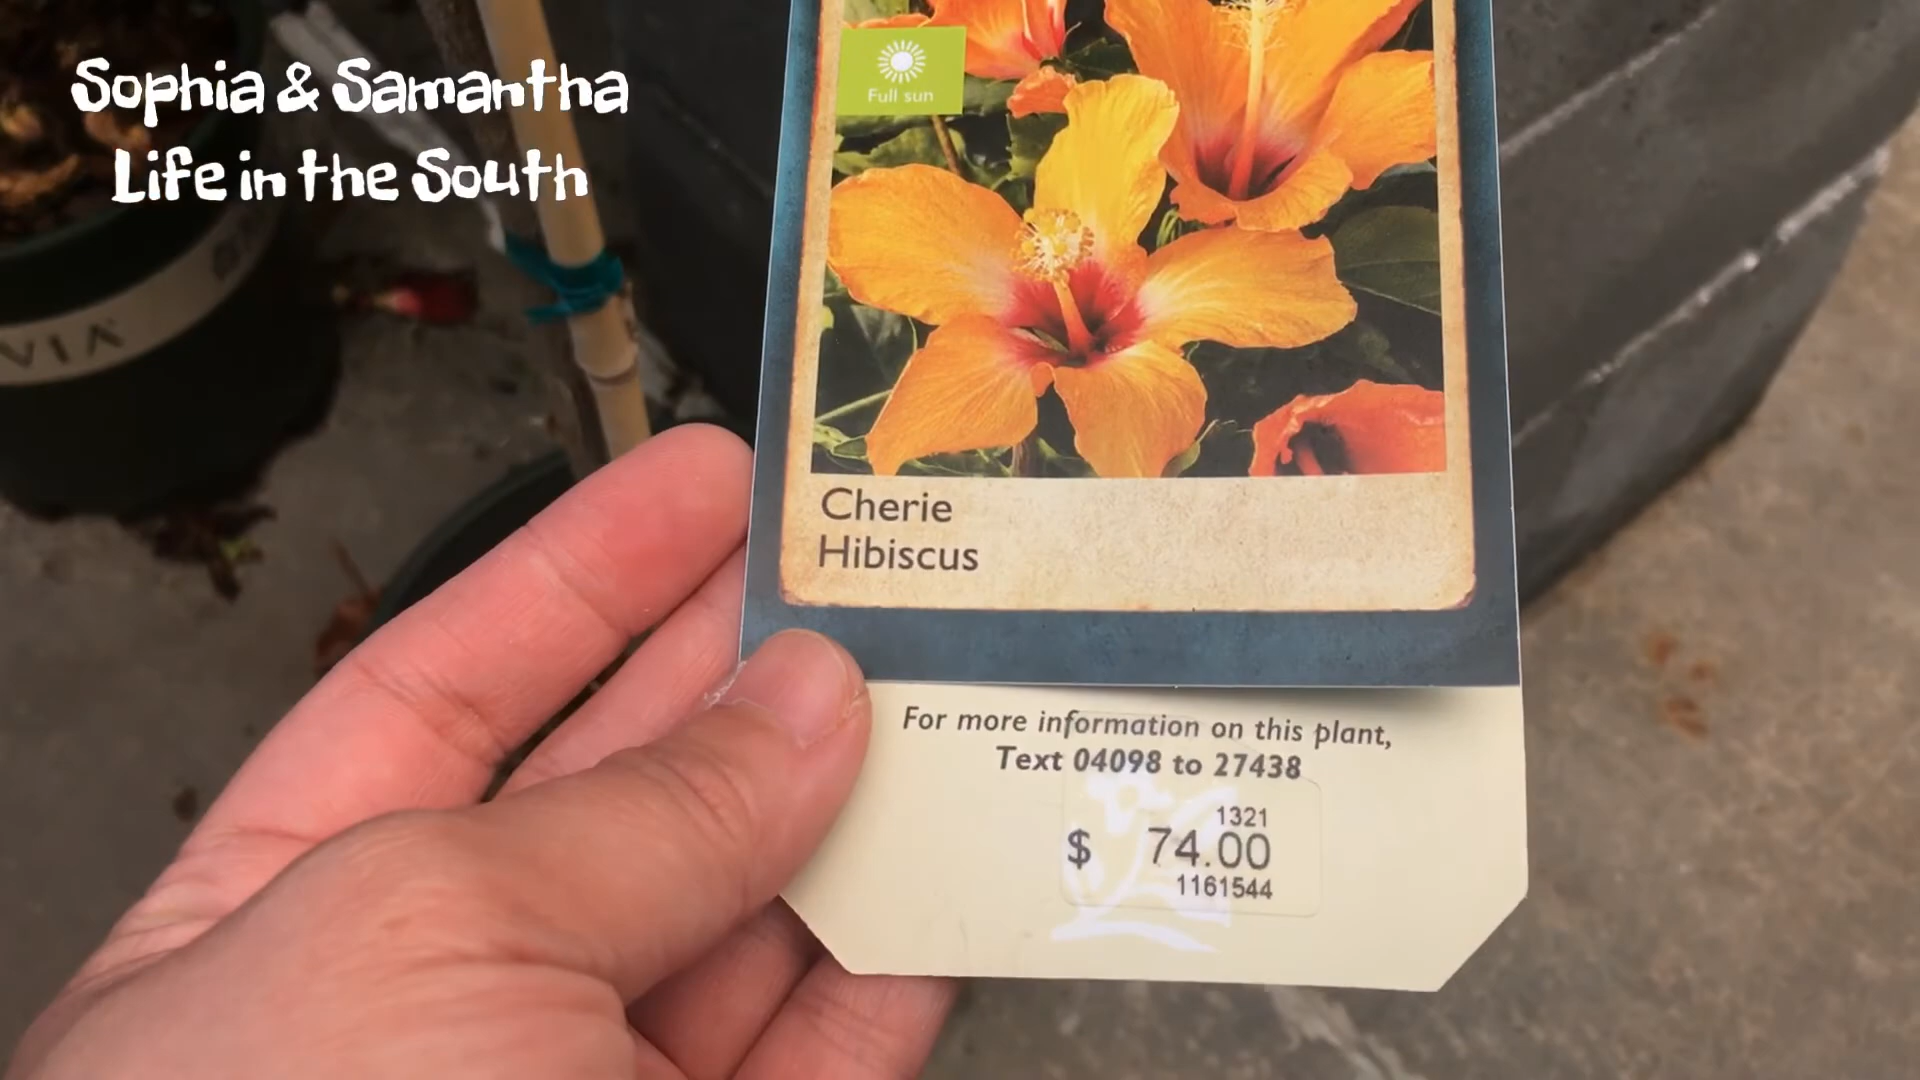 Sophia & Samantha
Life in the South
Full sun
VIA
Cherie
Hibiscus
For more information on this plant,
Text 04098 to 27438
1321
$ 74.00
1161544